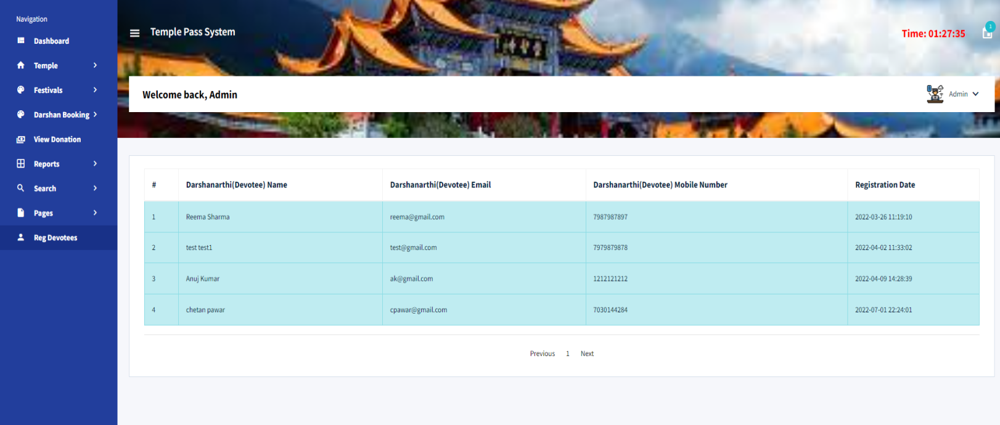 Navigation
Dashboard
Temple
Festivals
Darshan Booking
View Donation
Reports
Search
Pages
Reg Devotees
Temple Pass System
Time: 01:27:35
1
Welcome back, Admin
Admin
# Darshanarthi(Devotee) Name Darshanarthi(Devotee) Email Darshanarthi(Devotee) Mobile Number Registration Date
1 Reema Sharma reema@gmail.com 7987987897 2022-03-26 11:19:10
2 test test1 test@gmail.com 7979879878 2022-04-02 11:33:02
3 Anuj Kumar ak@gmail.com 1212121212 2022-04-09 14:28:39
4 chetan pawar cpawar@gmail.com 7030144284 2022-07-01 22:24:01
Previous 1 Next